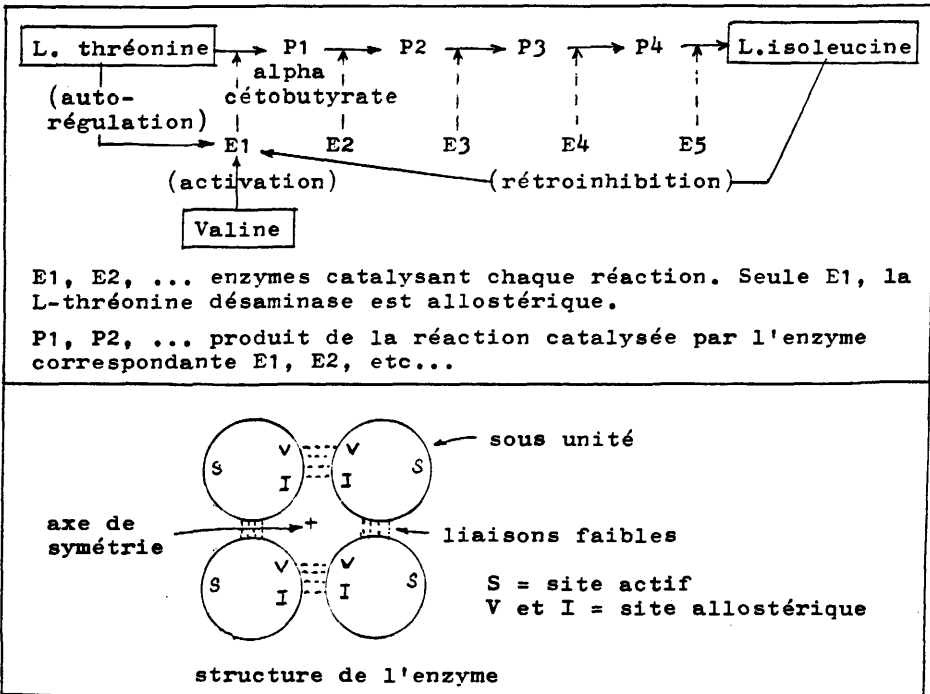 L. thréonine → P1 → P2 → P3 → P4 → L.isoleucine
alpha
cétobutyrate
(auto-
régulation)
E1 E2 E3 E4 E5
(activation) (rétroinhibition)
Valine
E1, E2, ... enzymes catalysant chaque réaction. Seule E1, la
L-thréonine désaminase est allostérique.
P1, P2, ... produit de la réaction catalysée par l'enzyme
correspondante E1, E2, etc...
V V sous unité
S S
I I
axe de + liaisons faibles
symétrie
V V
S S
I I
S = site actif
V et I = site allostérique
structure de l'enzyme